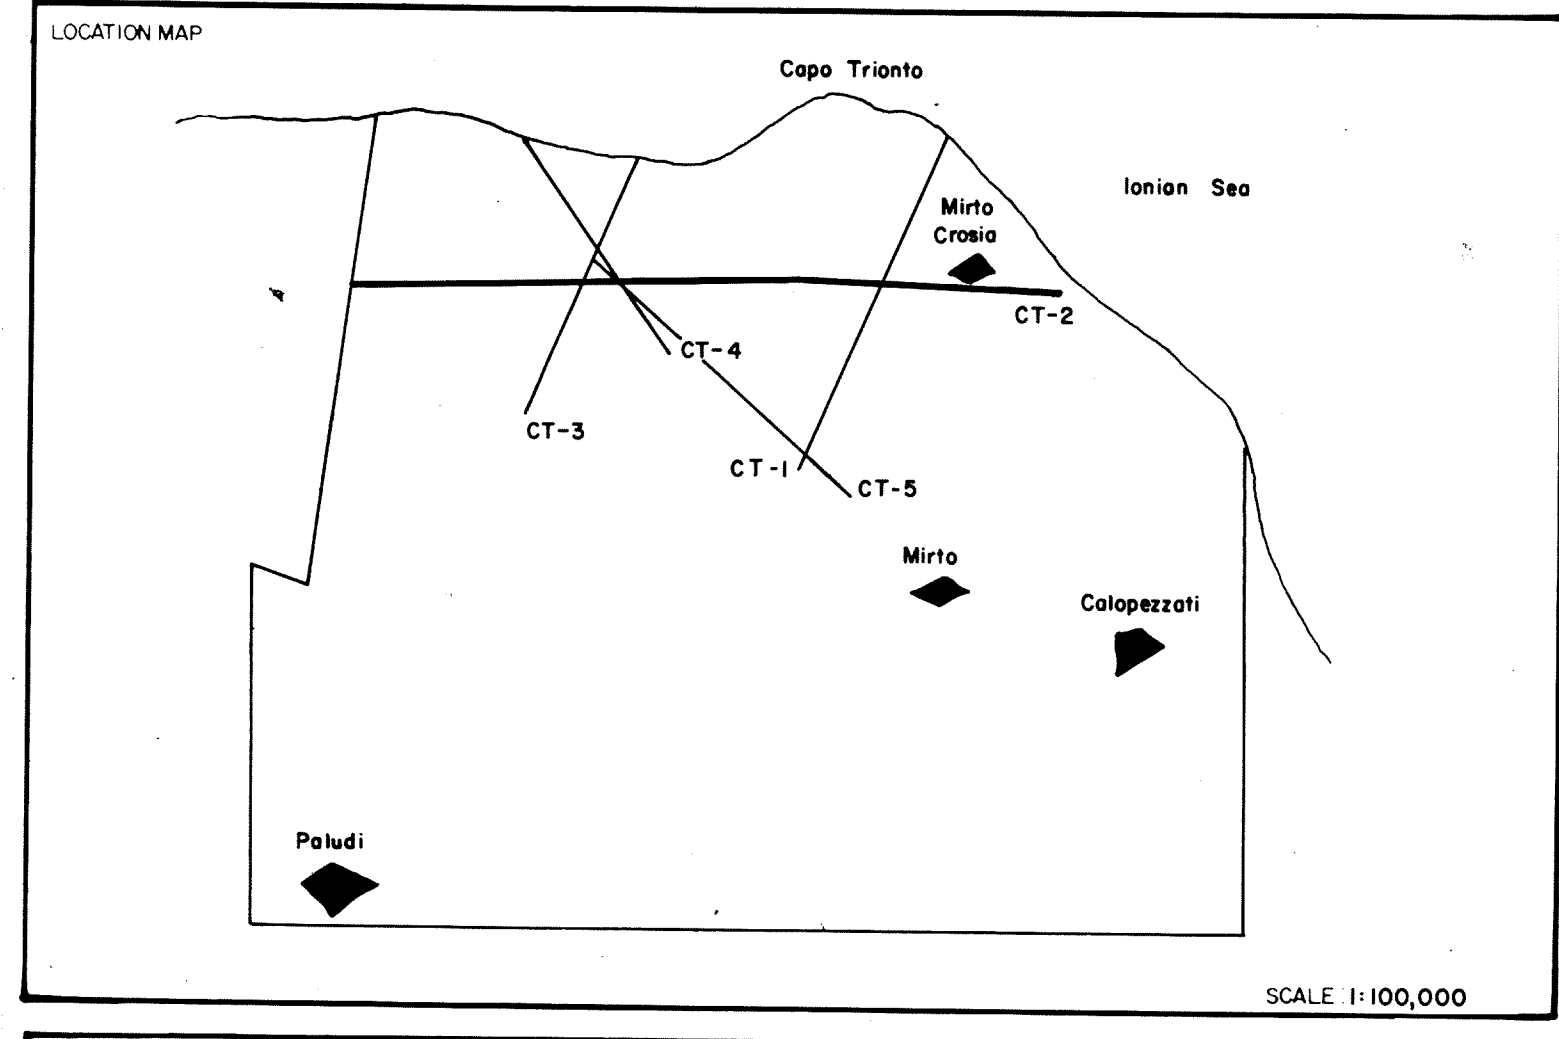 LOCATION MAP
Capo Trionto
Ionian Sea
Mirto
Crosia
CT-2
CT-4
CT-3
CT-1
CT-5
Mirto
Calopezzati
Paludi
SCALE 1:100,000